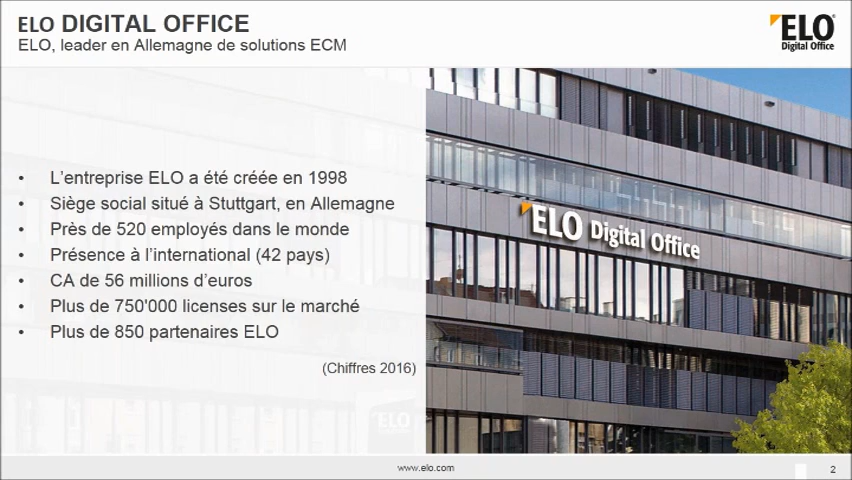 ELO DIGITAL OFFICE
ELO, leader en Allemagne de solutions ECM
ELO®
Digital Office
• L'entreprise ELO a été créée en 1998
• Siège social situé à Stuttgart, en Allemagne
• Près de 520 employés dans le monde
• Présence à l'international (42 pays)
• CA de 56 millions d'euros
• Plus de 750'000 licenses sur le marché
• Plus de 850 partenaires ELO
(Chiffres 2016)
ELO Digital Office
ELO
www.elo.com
2